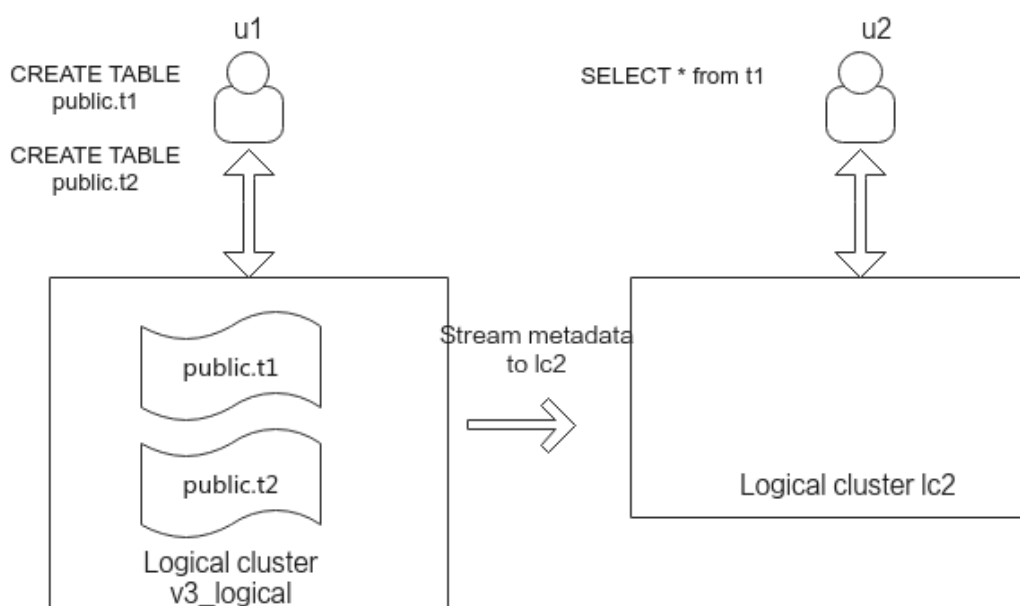 u1
CREATE TABLE
public.t1
CREATE TABLE
public.t2
u2
SELECT * from t1
public.t1
public.t2
Logical cluster
v3_logical
Stream metadata
to lc2
Logical cluster lc2